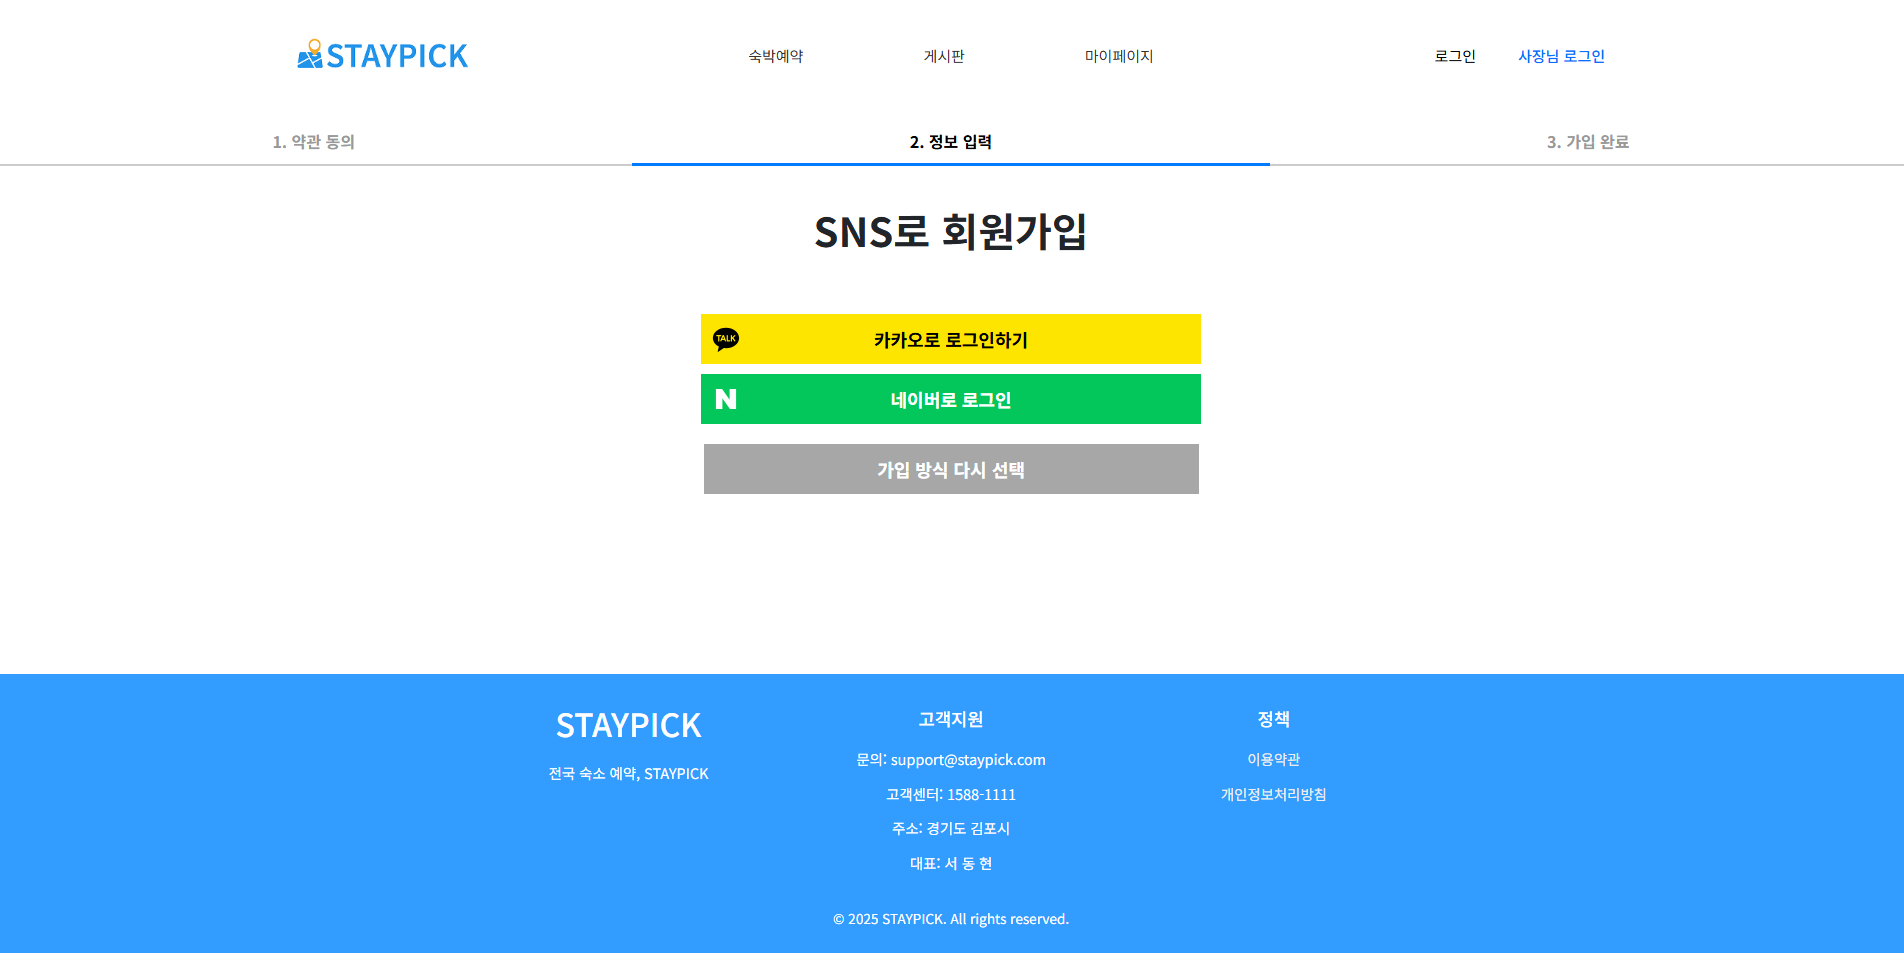 STAYPICK
숙박예약 게시판 마이페이지 로그인 사장님 로그인
1. 약관 동의 2. 정보 입력 3. 가입 완료
SNS로 회원가입
TALK 카카오로 로그인하기
N 네이버로 로그인
가입 방식 다시 선택
STAYPICK
전국 숙소 예약, STAYPICK
고객지원
문의: support@staypick.com
고객센터: 1588-1111
주소: 경기도 김포시
대표: 서 동 현
정책
이용약관
개인정보처리방침
© 2025 STAYPICK. All rights reserved.